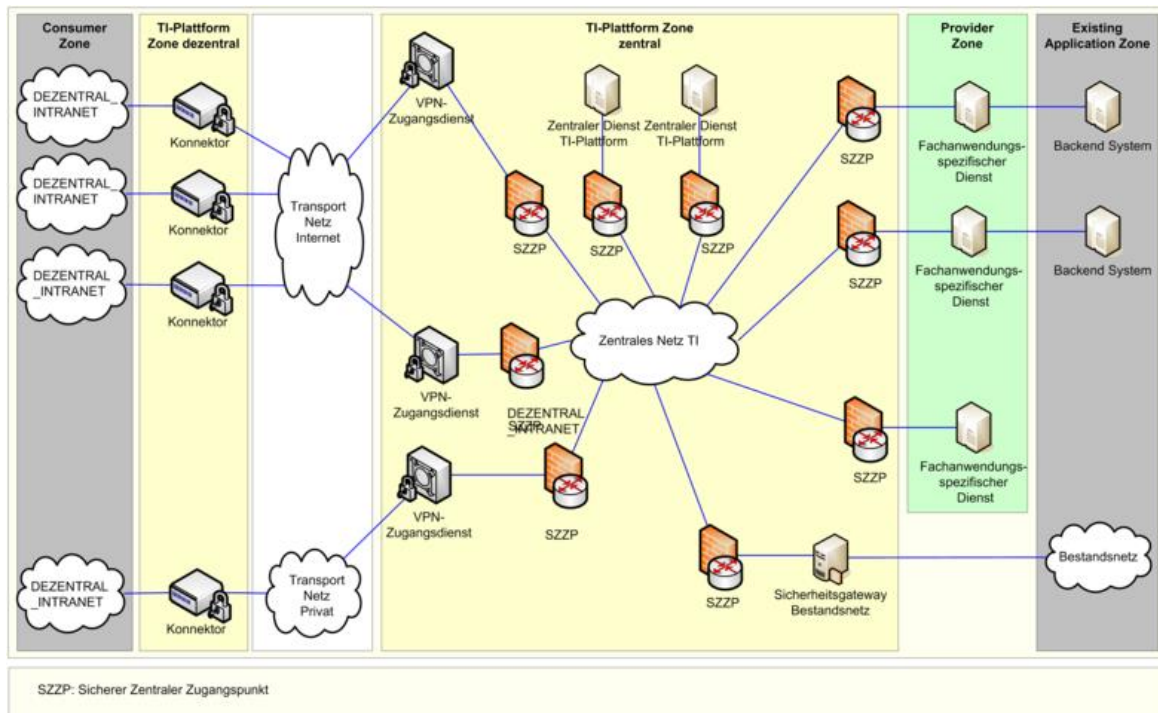 Consumer
Zone
TI-Plattform
Zone dezentral
TI-Plattform Zone
zentral
Provider
Zone
Existing
Application Zone
DEZENTRAL_
INTRANET
Konnektor
DEZENTRAL_
INTRANET
Konnektor
DEZENTRAL
_INTRANET
Konnektor
DEZENTRAL
_INTRANET
Konnektor
Transport
Netz
Internet
Transport
Netz
Privat
VPN-
Zugangsdienst
SZZP
Zentraler Dienst
TI-Plattform
SZZP
Zentraler Dienst
TI-Plattform
SZZP
VPN-
Zugangsdienst
DEZENTRAL
_INTRANET
SZZP
VPN-
Zugangsdienst
SZZP
Zentrales Netz TI
SZZP
Fachanwendungs-
spezifischer
Dienst
Backend System
SZZP
Fachanwendungs-
spezifischer
Dienst
Backend System
SZZP
Fachanwendungs-
spezifischer
Dienst
SZZP
Sicherheitsgateway
Bestandsnetz
Bestandsnetz
SZZP: Sicherer Zentraler Zugangspunkt